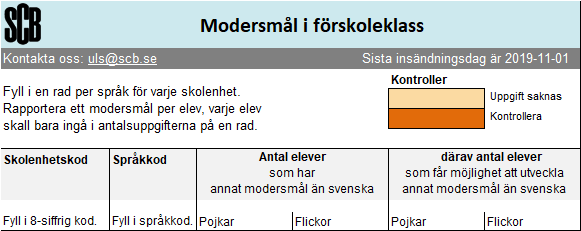 SCB
Modersmål i förskoleklass
Kontakta oss: uls@scb.se
Sista insändningsdag är 2019-11-01
Fyll i en rad per språk för varje skolenhet.
Rapportera ett modersmål per elev, varje elev
skall bara ingå i antalsuppgifterna på en rad.
Kontroller
Uppgift saknas
Kontrollera
Skolenhetskod
Språkkod
Antal elever
som har
annat modersmål än svenska
därav antal elever
som får möjlighet att utveckla
annat modersmål än svenska
Fyll i 8-siffrig kod.
Fyll i språkkod.
Pojkar
Flickor
Pojkar
Flickor